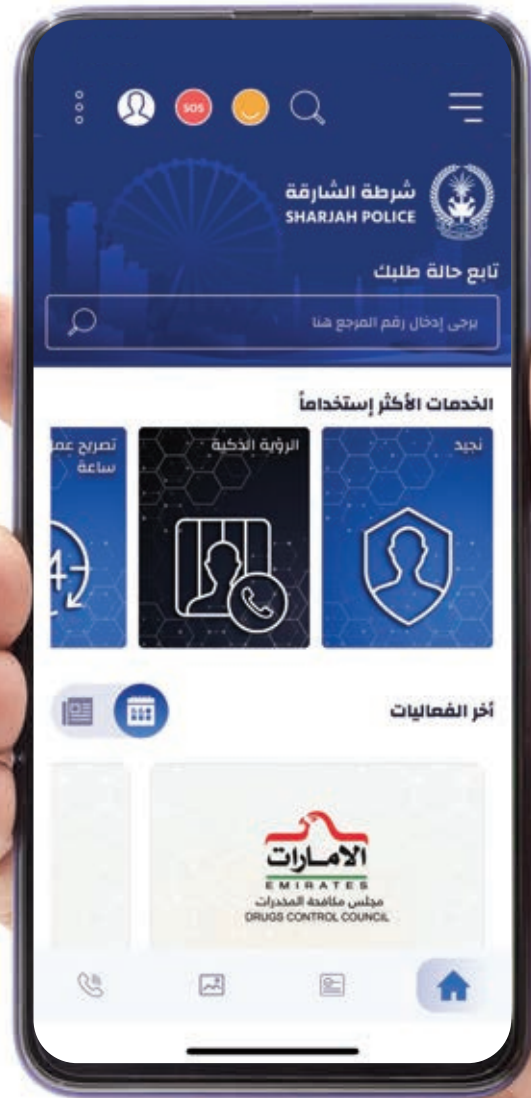 SOS
شرطة الشارقة
SHARJAH POLICE
تابع حالة طلبك
يرجى إدخال رقم المرجع هنا
الخدمات الأكثر إستخداماً
نجيد
الرؤية الذكية
تصريح عمل
ساعة
أخر الفعاليات
الامارات
EMIRATES
مجلس مكافحة المخدرات
DRUGS CONTROL COUNCIL